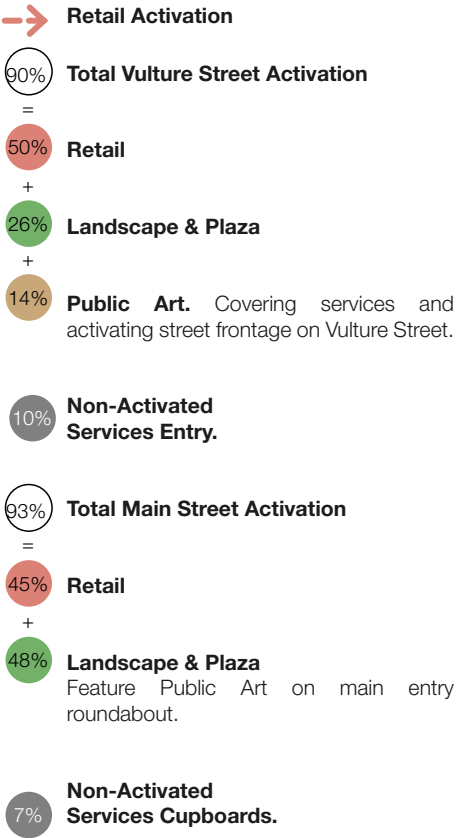 Retail Activation
90% Total Vulture Street Activation
=
50% Retail
+
26% Landscape & Plaza
+
14% Public Art. Covering services and
activating street frontage on Vulture Street.
Non-Activated
10% Services Entry.
93% Total Main Street Activation
=
45% Retail
+
48% Landscape & Plaza
Feature Public Art on main entry
roundabout.
Non-Activated
7% Services Cupboards.